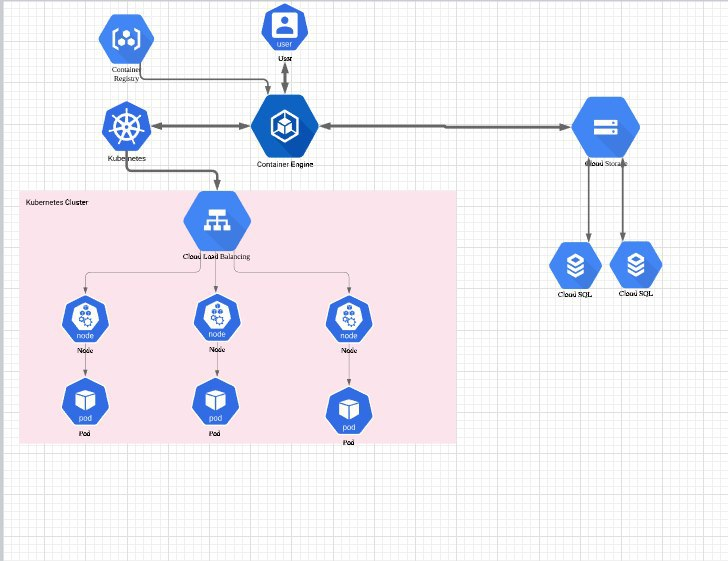 user
User
Container
Registry
Kubernetes
Container Engine
Cloud Storage
Kubernetes Cluster
Cloud Load Balancing
Cloud SQL
Cloud SQL
node
node
node
Node
Node
Node
pod
pod
pod
Pod
Pod
Pod